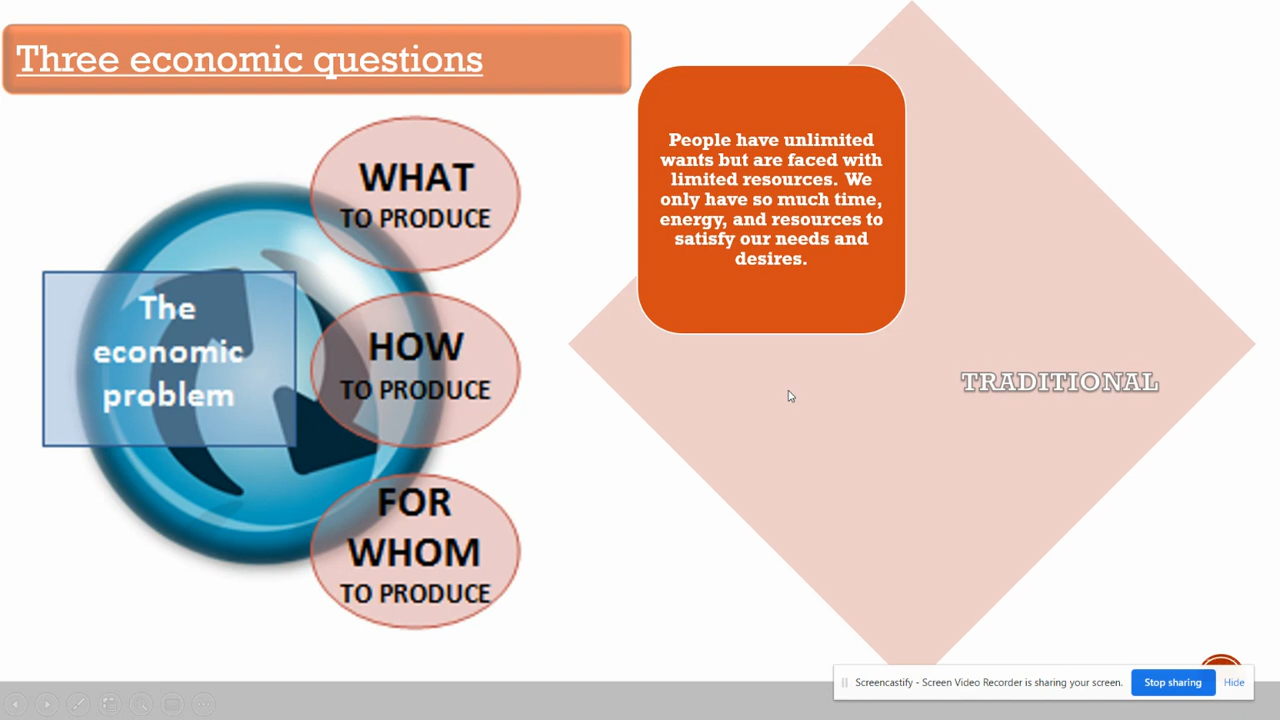 Three economic questions
WHAT
TO PRODUCE
The
economic
problem
HOW
TO PRODUCE
FOR
WHOM
TO PRODUCE
People have unlimited
wants but are faced with
limited resources. We
only have so much time,
energy, and resources to
satisfy our needs and
desires.
TRADITIONAL
Screencastify - Screen Video Recorder is sharing your screen.
Stop sharing
Hide